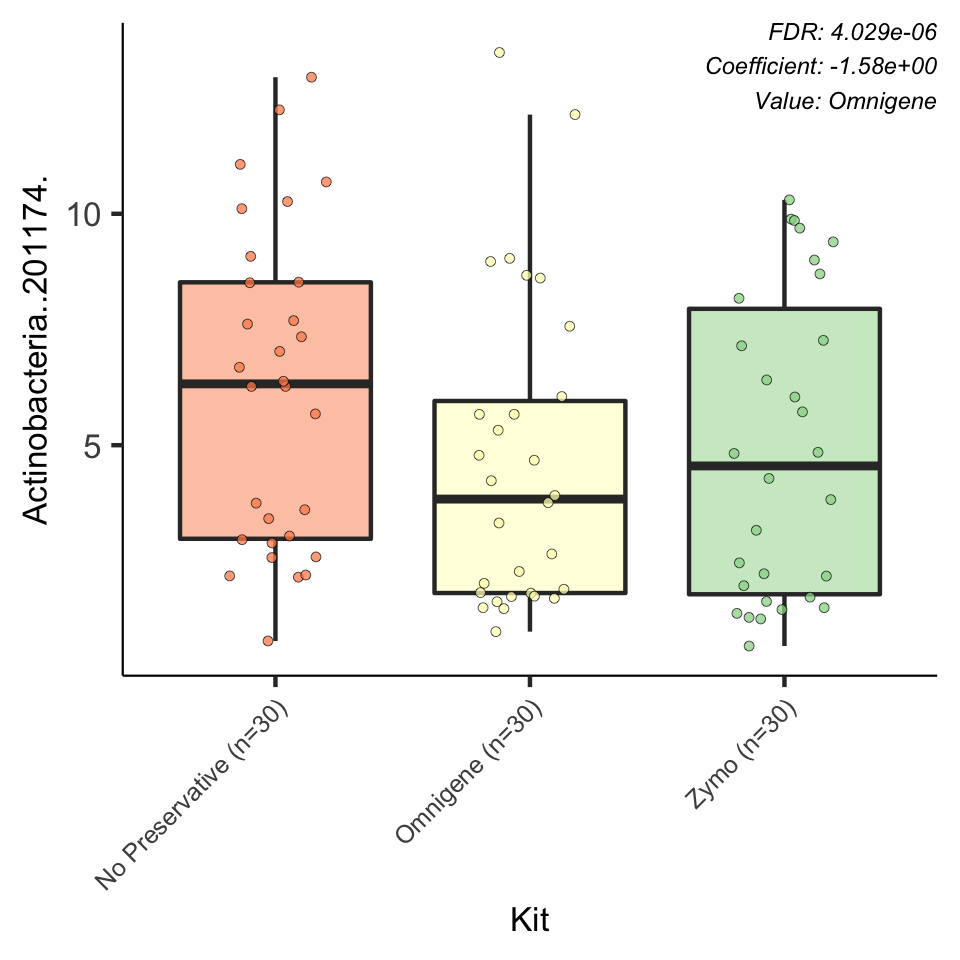 FDR: 4.029e-06
Coefficient: -1.58e+00
Value: Omnigene
Actinobacteria..201174.
10
5
No Preservative (n=30)
Omnigene (n=30)
Zymo (n=30)
Kit